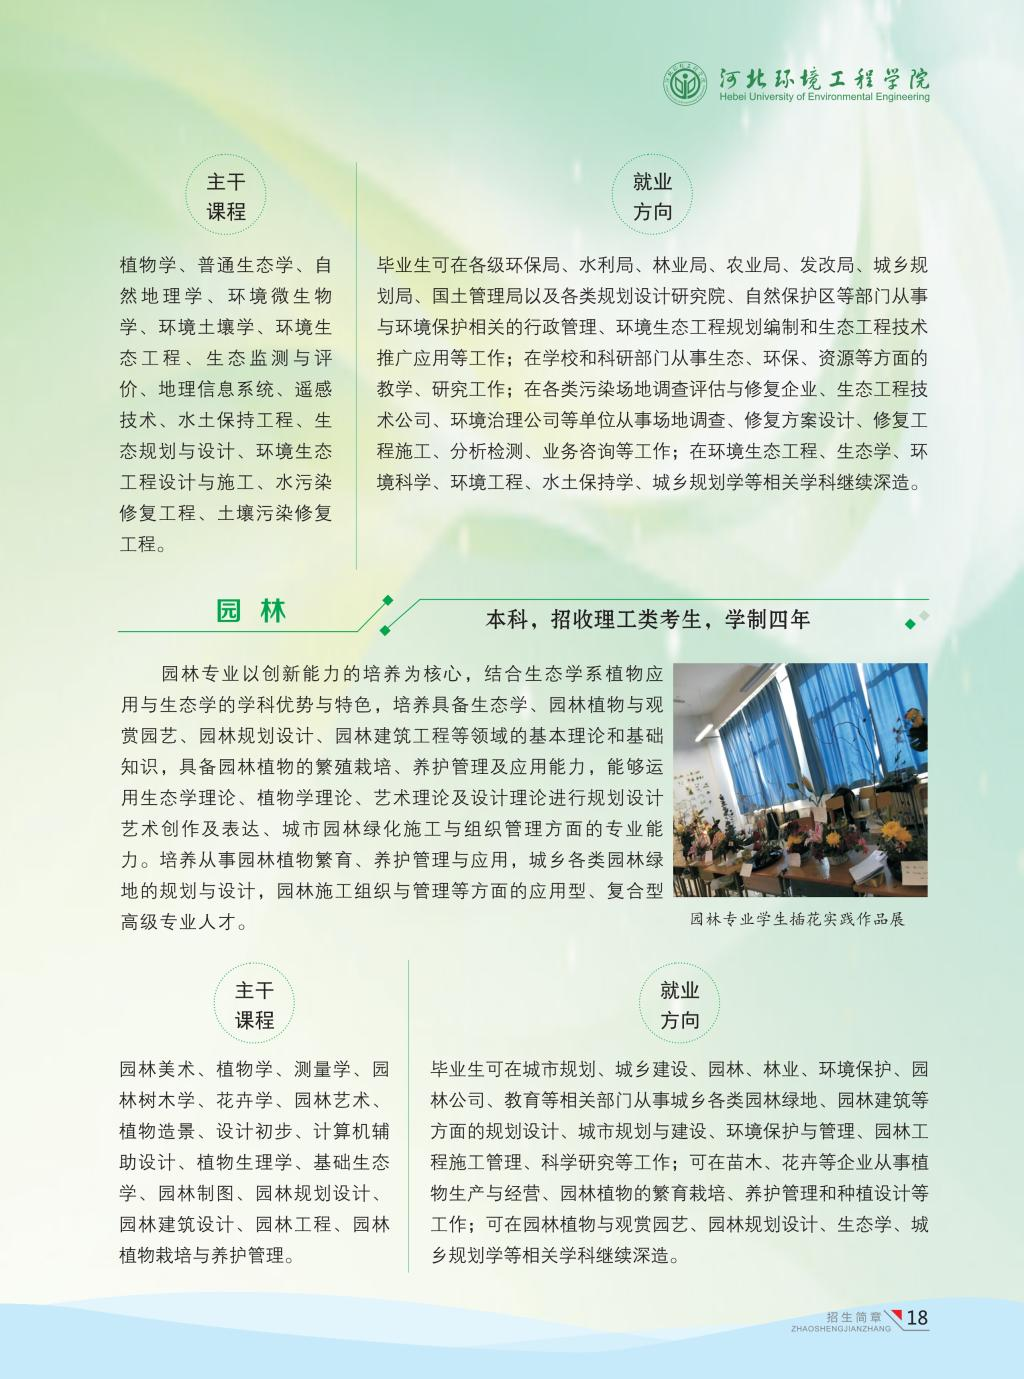 河北环境工程学院
Hebei University of Environmental Engineering
主干
课程
植物学、普通生态学、自
然地理学、环境微生物
学、环境土壤学、环境生
态工程、生态监测与评
价、地理信息系统、遥感
技术、水土保持工程、生
态规划与设计、环境生态
工程设计与施工、水污染
修复工程、土壤污染修复
工程。
就业
方向
毕业生可在各级环保局、水利局、林业局、农业局、发改局、城乡规
划局、国土管理局以及各类规划设计研究院、自然保护区等部门从事
与环境保护相关的行政管理、环境生态工程规划编制和生态工程技术
推广应用等工作；在学校和科研部门从事生态、环保、资源等方面的
教学、研究工作；在各类污染场地调查评估与修复企业、生态工程技
术公司、环境治理公司等单位从事场地调查、修复方案设计、修复工
程施工、分析检测、业务咨询等工作；在环境生态工程、生态学、环
境科学、环境工程、水土保持学、城乡规划学等相关学科继续深造。
园 林
本科，招收理工类考生，学制四年
园林专业以创新能力的培养为核心，结合生态学系植物应
用与生态学的学科优势与特色，培养具备生态学、园林植物与观
赏园艺、园林规划设计、园林建筑工程等领域的基本理论和基础
知识，具备园林植物的繁殖栽培、养护管理及应用能力，能够运
用生态学理论、植物学理论、艺术理论及设计理论进行规划设计
艺术创作及表达、城市园林绿化施工与组织管理方面的专业能
力。培养从事园林植物繁育、养护管理与应用，城乡各类园林绿
地的规划与设计，园林施工组织与管理等方面的应用型、复合型
高级专业人才。
园林专业学生插花实践作品展
主干
课程
园林美术、植物学、测量学、园
林树木学、花卉学、园林艺术、
植物造景、设计初步、计算机辅
助设计、植物生理学、基础生态
学、园林制图、园林规划设计、
园林建筑设计、园林工程、园林
植物栽培与养护管理。
就业
方向
毕业生可在城市规划、城乡建设、园林、林业、环境保护、园
林公司、教育等相关部门从事城乡各类园林绿地、园林建筑等
方面的规划设计、城市规划与建设、环境保护与管理、园林工
程施工管理、科学研究等工作；可在苗木、花卉等企业从事植
物生产与经营、园林植物的繁育栽培、养护管理和种植设计等
工作；可在园林植物与观赏园艺、园林规划设计、生态学、城
乡规划学等相关学科继续深造。
招生简章
ZHAOSHENGJIANZHANG
18